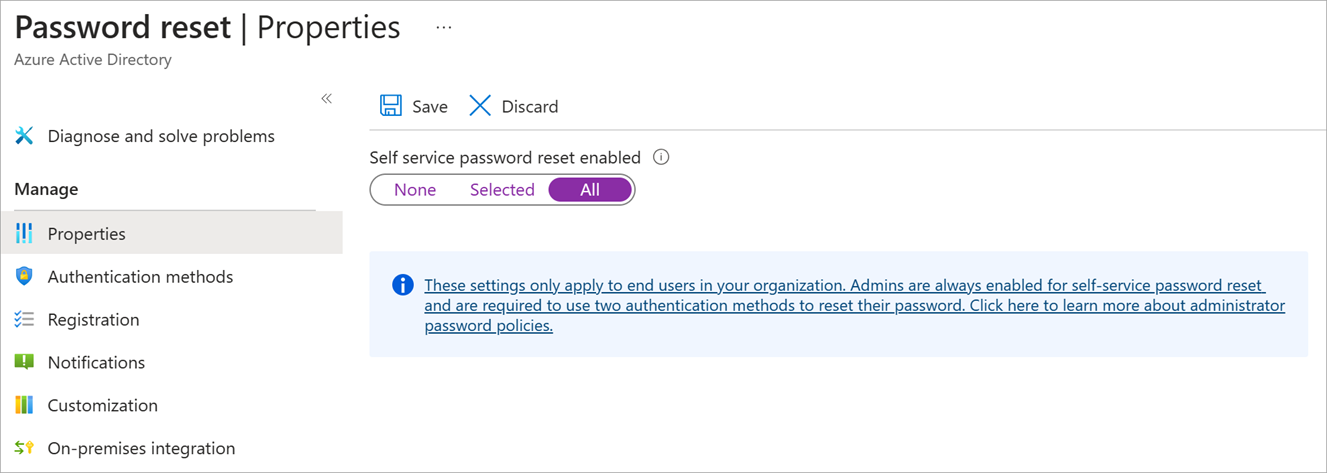 Password reset | Properties ...
Azure Active Directory
«
Save
Discard
Diagnose and solve problems
Self service password reset enabled
None
Selected
All
Manage
Properties
Authentication methods
Registration
Notifications
Customization
On-premises integration
These settings only apply to end users in your organization. Admins are always enabled for self-service password reset
and are required to use two authentication methods to reset their password. Click here to learn more about administrator
password policies.